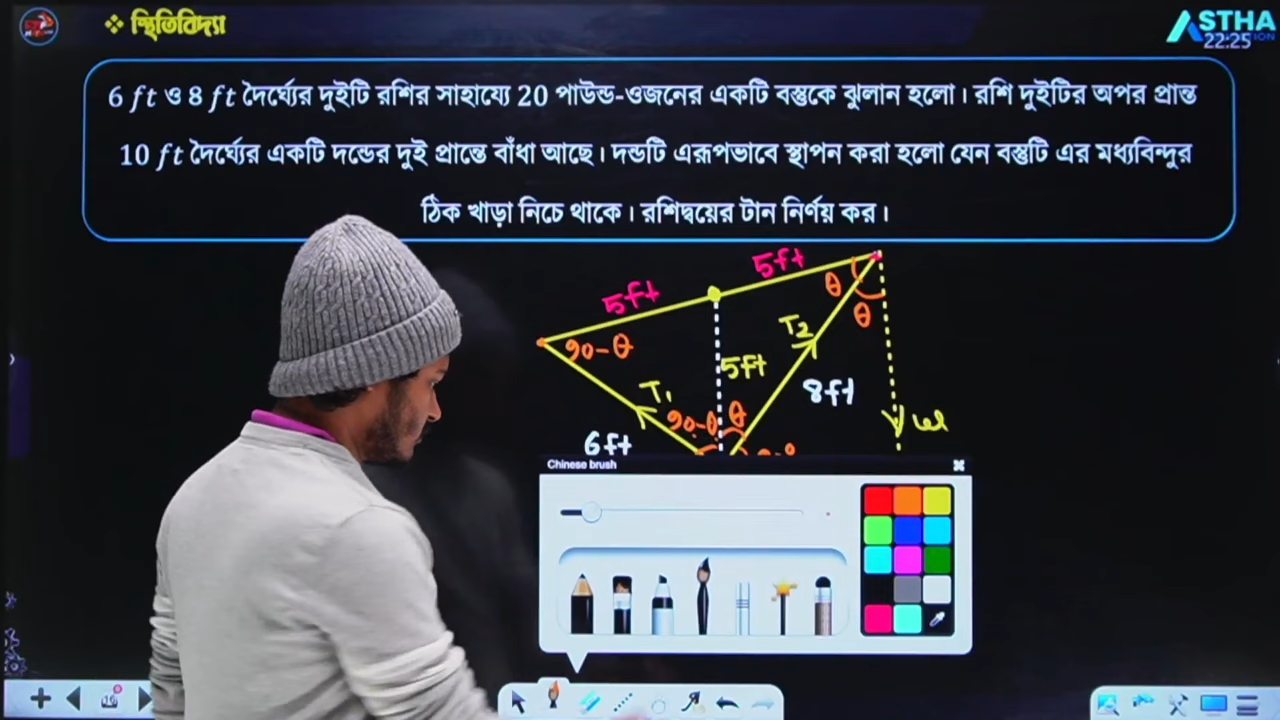 ❖ স্থিতিবিদ্যা
ASTHA
22:25
6 ft ও 8 ft দৈর্ঘ্যের দুইটি রশির সাহায্যে 20 পাউন্ড-ওজনের একটি বস্তুকে ঝুলান হলো। রশি দুইটির অপর প্রান্ত
10 ft দৈর্ঘ্যের একটি দন্ডের দুই প্রান্তে বাঁধা আছে। দন্ডটি এরূপভাবে স্থাপন করা হলো যেন বস্তুটি এর মধ্যবিন্দুর
ঠিক খাড়া নিচে থাকে। রশিদ্বয়ের টান নির্ণয় কর।
5ft
5ft
θ
θ
90-θ
T2
5ft
8ft
T1
90-θ
θ
6ft
ω
Chinese brush